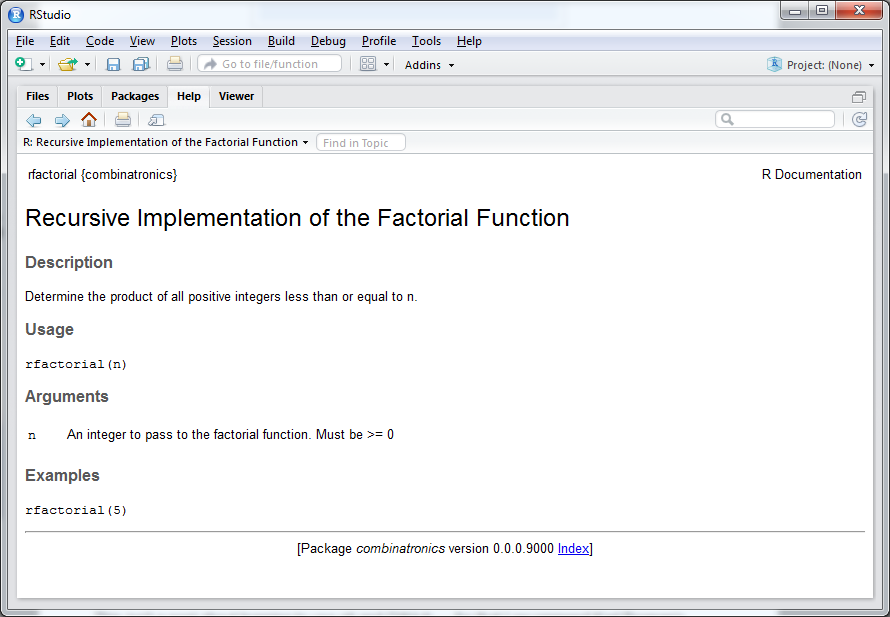 RStudio
File Edit Code View Plots Session Build Debug Profile Tools Help
Go to file/function Addins Project: (None)
Files Plots Packages Help Viewer
R: Recursive Implementation of the Factorial Function Find in Topic
rfactorial {combinatronics} R Documentation
Recursive Implementation of the Factorial Function
Description
Determine the product of all positive integers less than or equal to n.
Usage
rfactorial(n)
Arguments
n An integer to pass to the factorial function. Must be >= 0
Examples
rfactorial(5)
[Package combinatronics version 0.0.0.9000 Index]